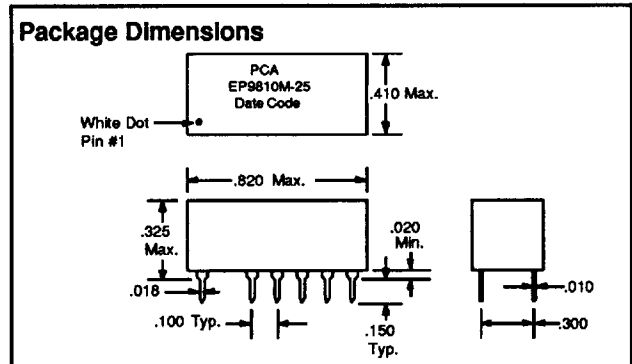 Package Dimensions
PCA
EP9810M-25
Date Code
White Dot
Pin #1
.410 Max.
.820 Max.
.325
Max.
.020
Min.
.018
.010
.100 Typ.
.150
Typ.
.300